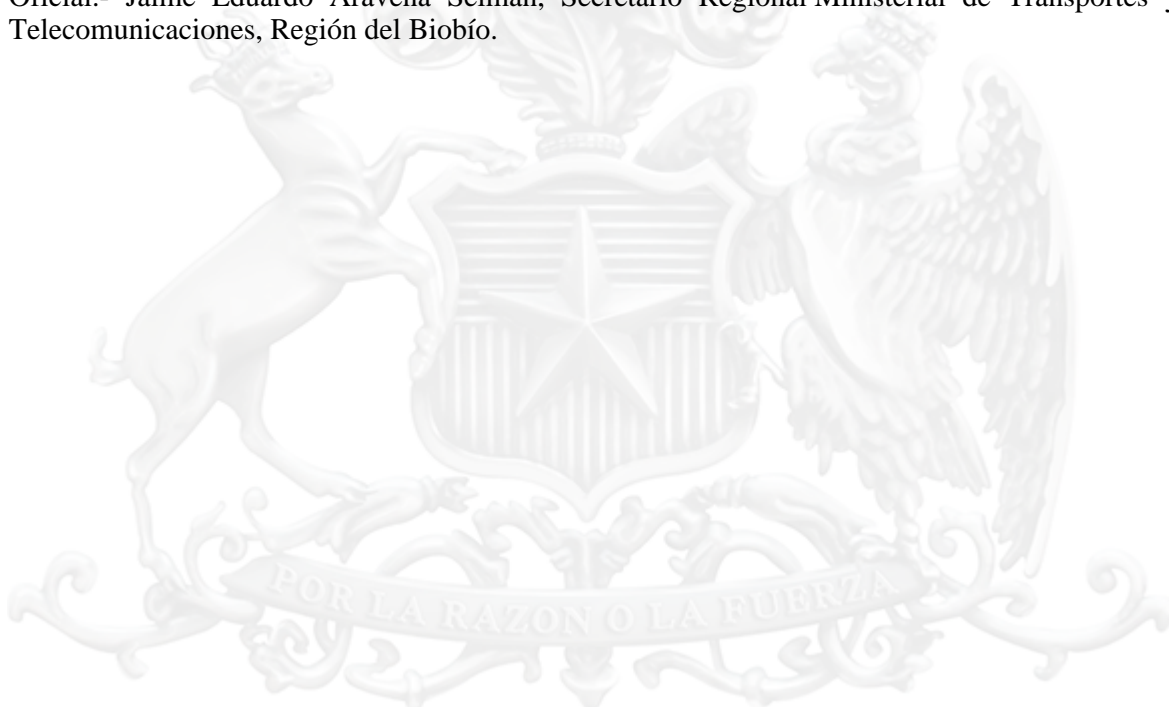 Oficial.- Jaime Eduardo Aravena Selman, Secretario Regional Ministerial de Transportes
Telecomunicaciones, Región del Biobío.
POR LA RAZON O LA FUERZA